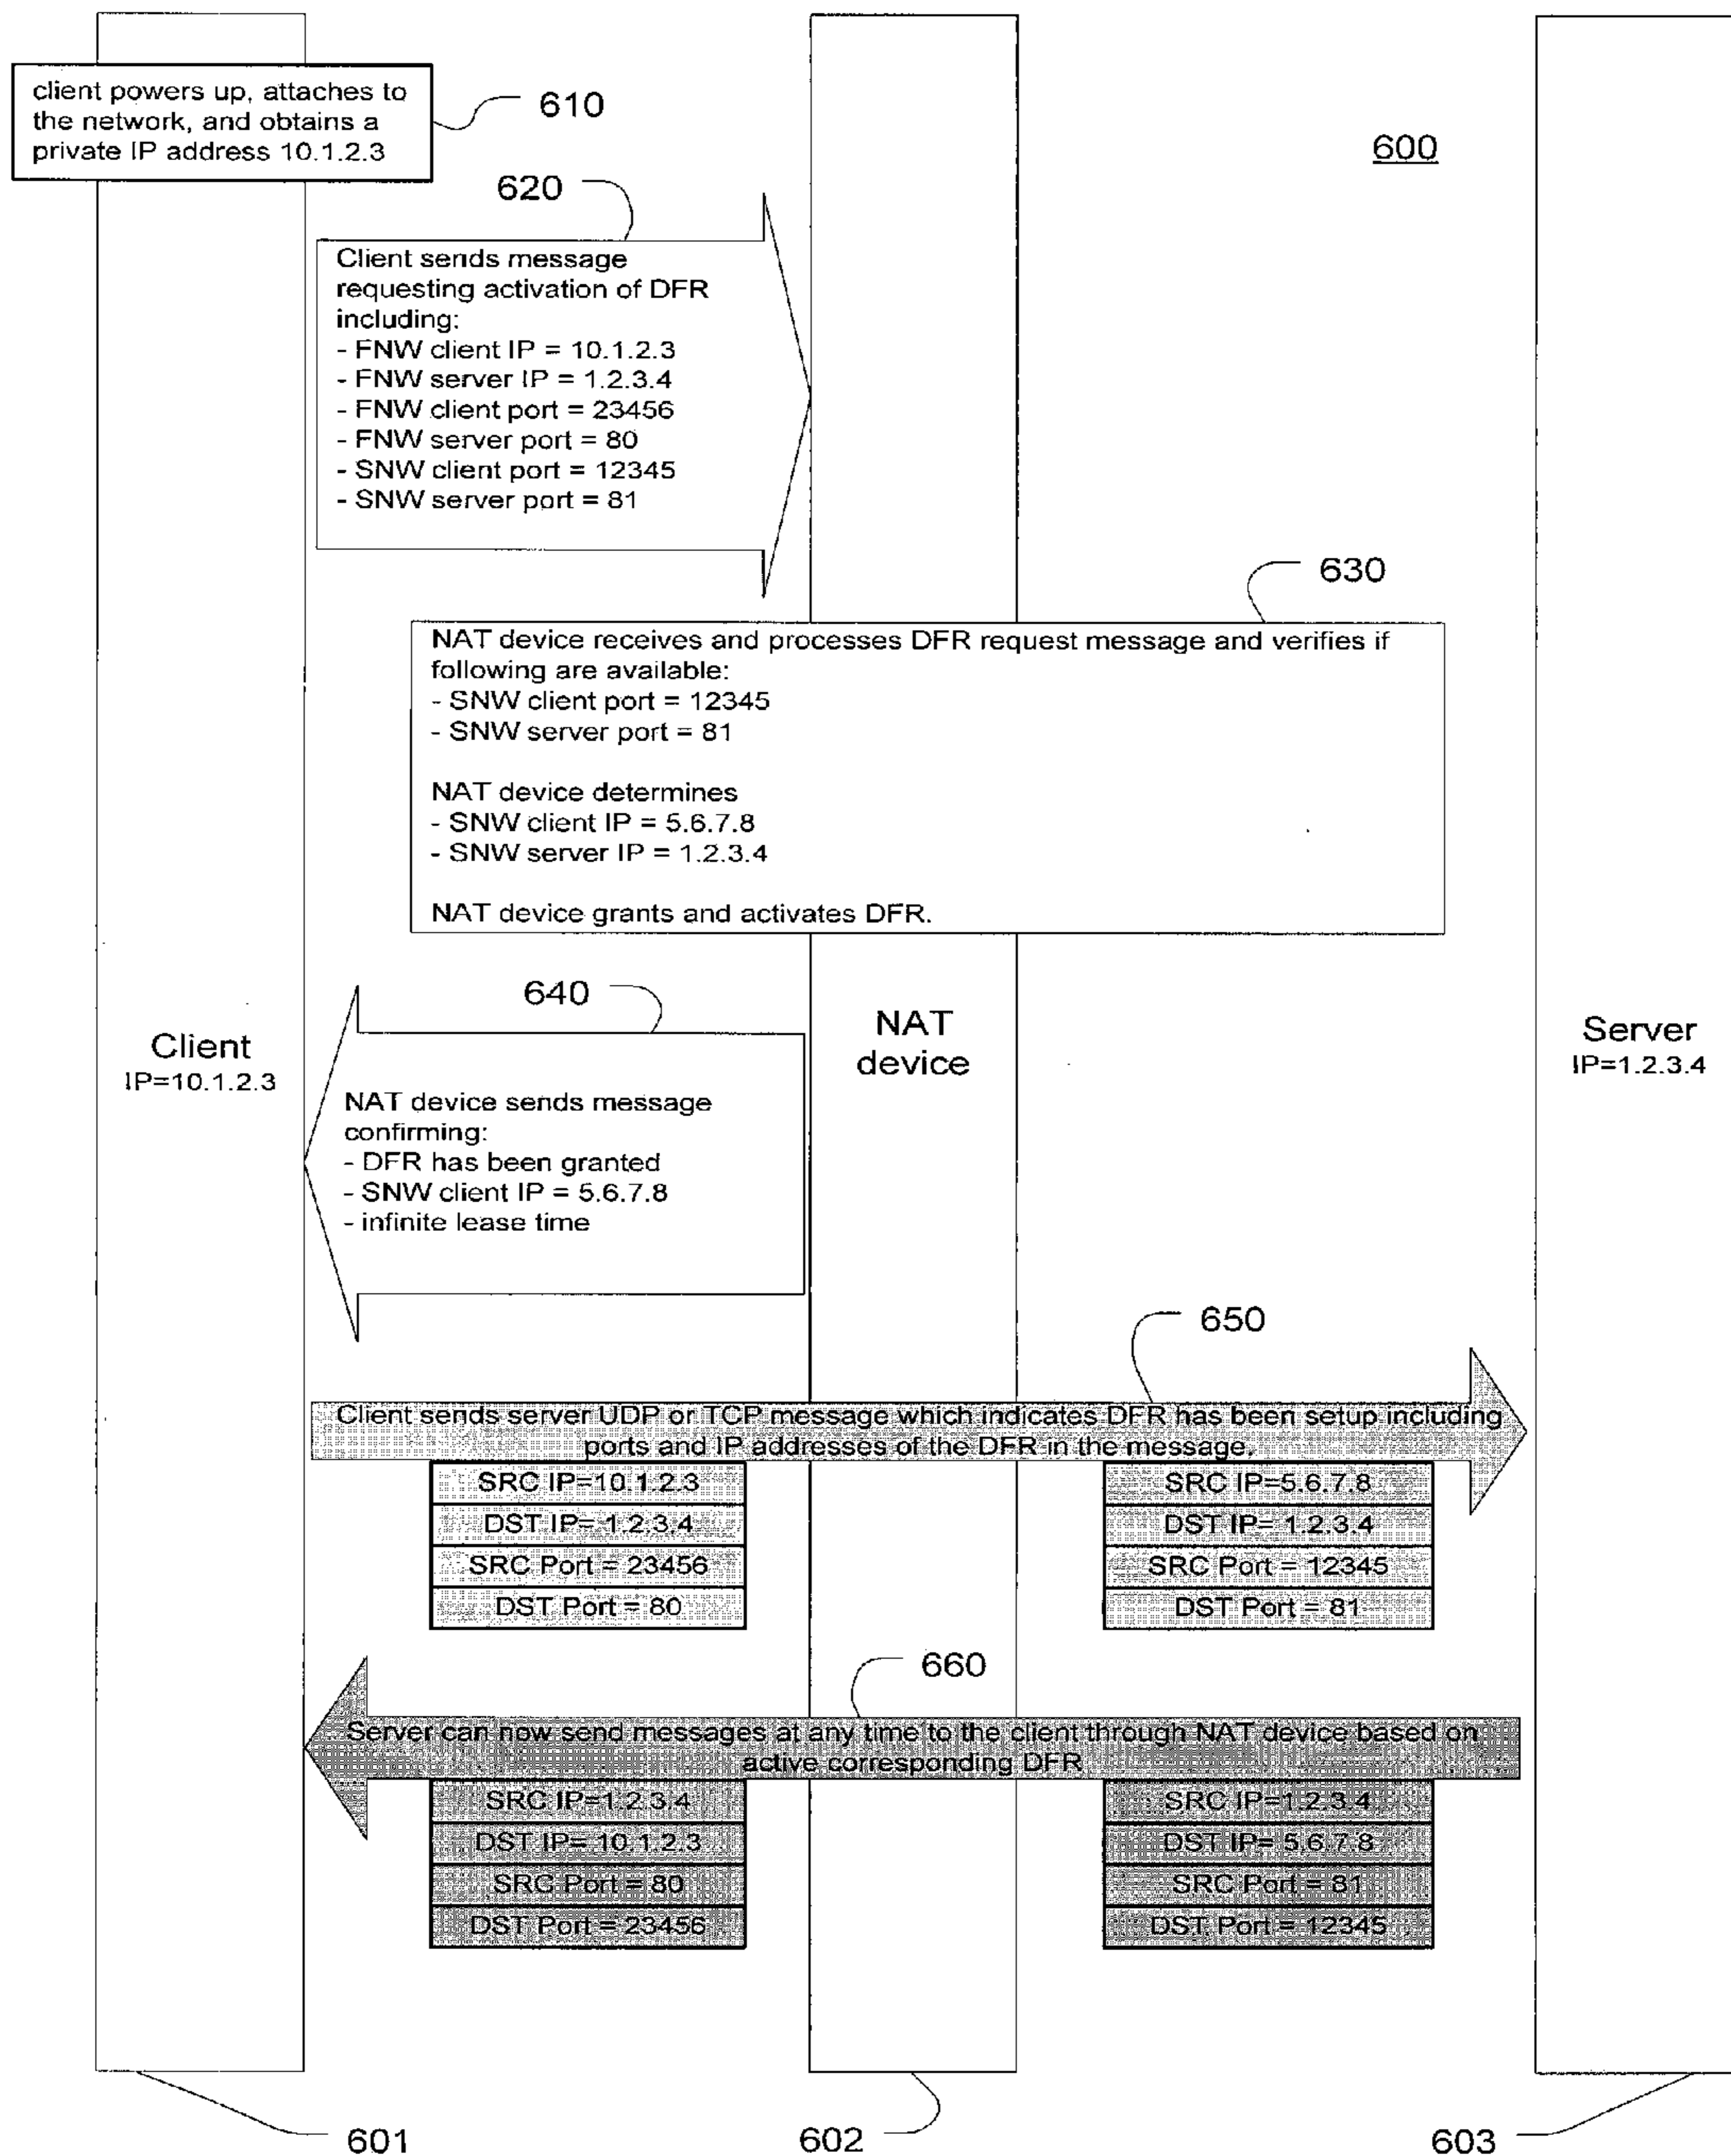 client powers up, attaches to
the network, and obtains a
private IP address 10.1.2.3
610
600
620
Client sends message
requesting activation of DFR
including:
- FNW client IP = 10.1.2.3
- FNW server IP = 1.2.3.4
- FNW client port = 23456
- FNW server port = 80
- SNW client port = 12345
- SNW server port = 81
630
NAT device receives and processes DFR request message and verifies if
following are available:
- SNW client port = 12345
- SNW server port = 81
NAT device determines
- SNW client IP = 5.6.7.8
- SNW server IP = 1.2.3.4
NAT device grants and activates DFR.
640
Client
IP=10.1.2.3
NAT
device
Server
IP=1.2.3.4
NAT device sends message
confirming:
- DFR has been granted
- SNW client IP = 5.6.7.8
- infinite lease time
650
Client sends server UDP or TCP message which indicates DFR has been setup including
ports and IP addresses of the DFR in the message.
SRC IP=10.1.2.3
DST IP= 1.2.3.4
SRC Port = 23456
DST Port = 80
SRC IP=5.6.7.8
DST IP= 1.2.3.4
SRC Port = 12345
DST Port = 81
660
Server can now send messages at any time to the client through NAT device based on
active corresponding DFR
SRC IP=1.2.3.4
DST IP= 10.1.2.3
SRC Port = 80
DST Port = 23456
SRC IP=1.2.3.4
DST IP= 5.6.7.8
SRC Port = 81
DST Port = 12345
601
602
603